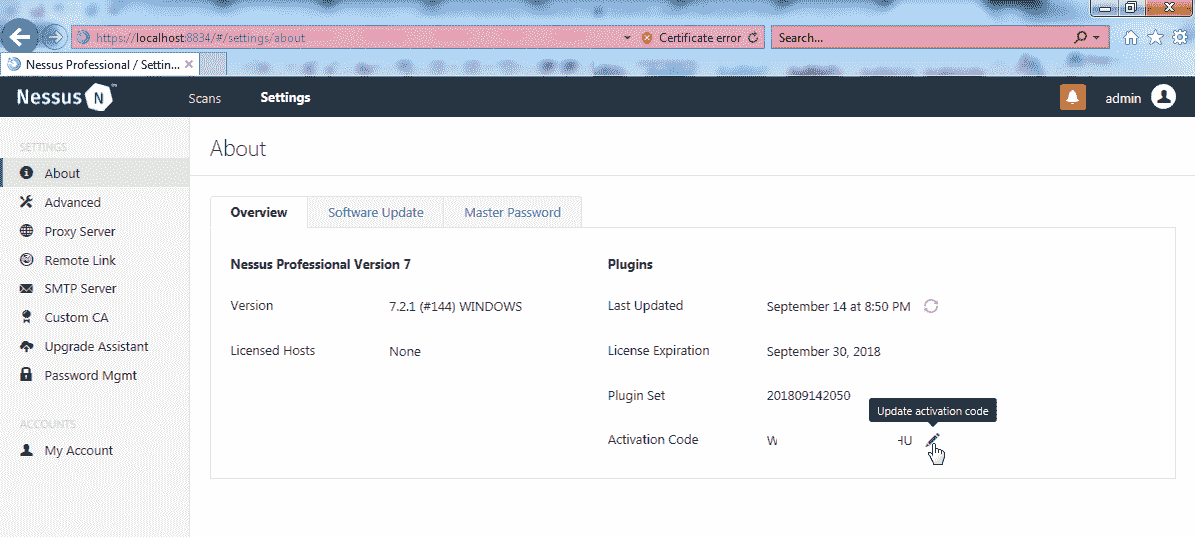 https://localhost:8834/#/settings/about
Certificate error
Search...
Nessus Professional / Settin...
Nessus N
Scans
Settings
admin
SETTINGS
About
Advanced
Proxy Server
Remote Link
SMTP Server
Custom CA
Upgrade Assistant
Password Mgmt
ACCOUNTS
My Account
About
Overview
Software Update
Master Password
Nessus Professional Version 7
Version 7.2.1 (#144) WINDOWS
Licensed Hosts None
Plugins
Last Updated September 14 at 8:50 PM
License Expiration September 30, 2018
Plugin Set 201809142050
Update activation code
Activation Code W HU